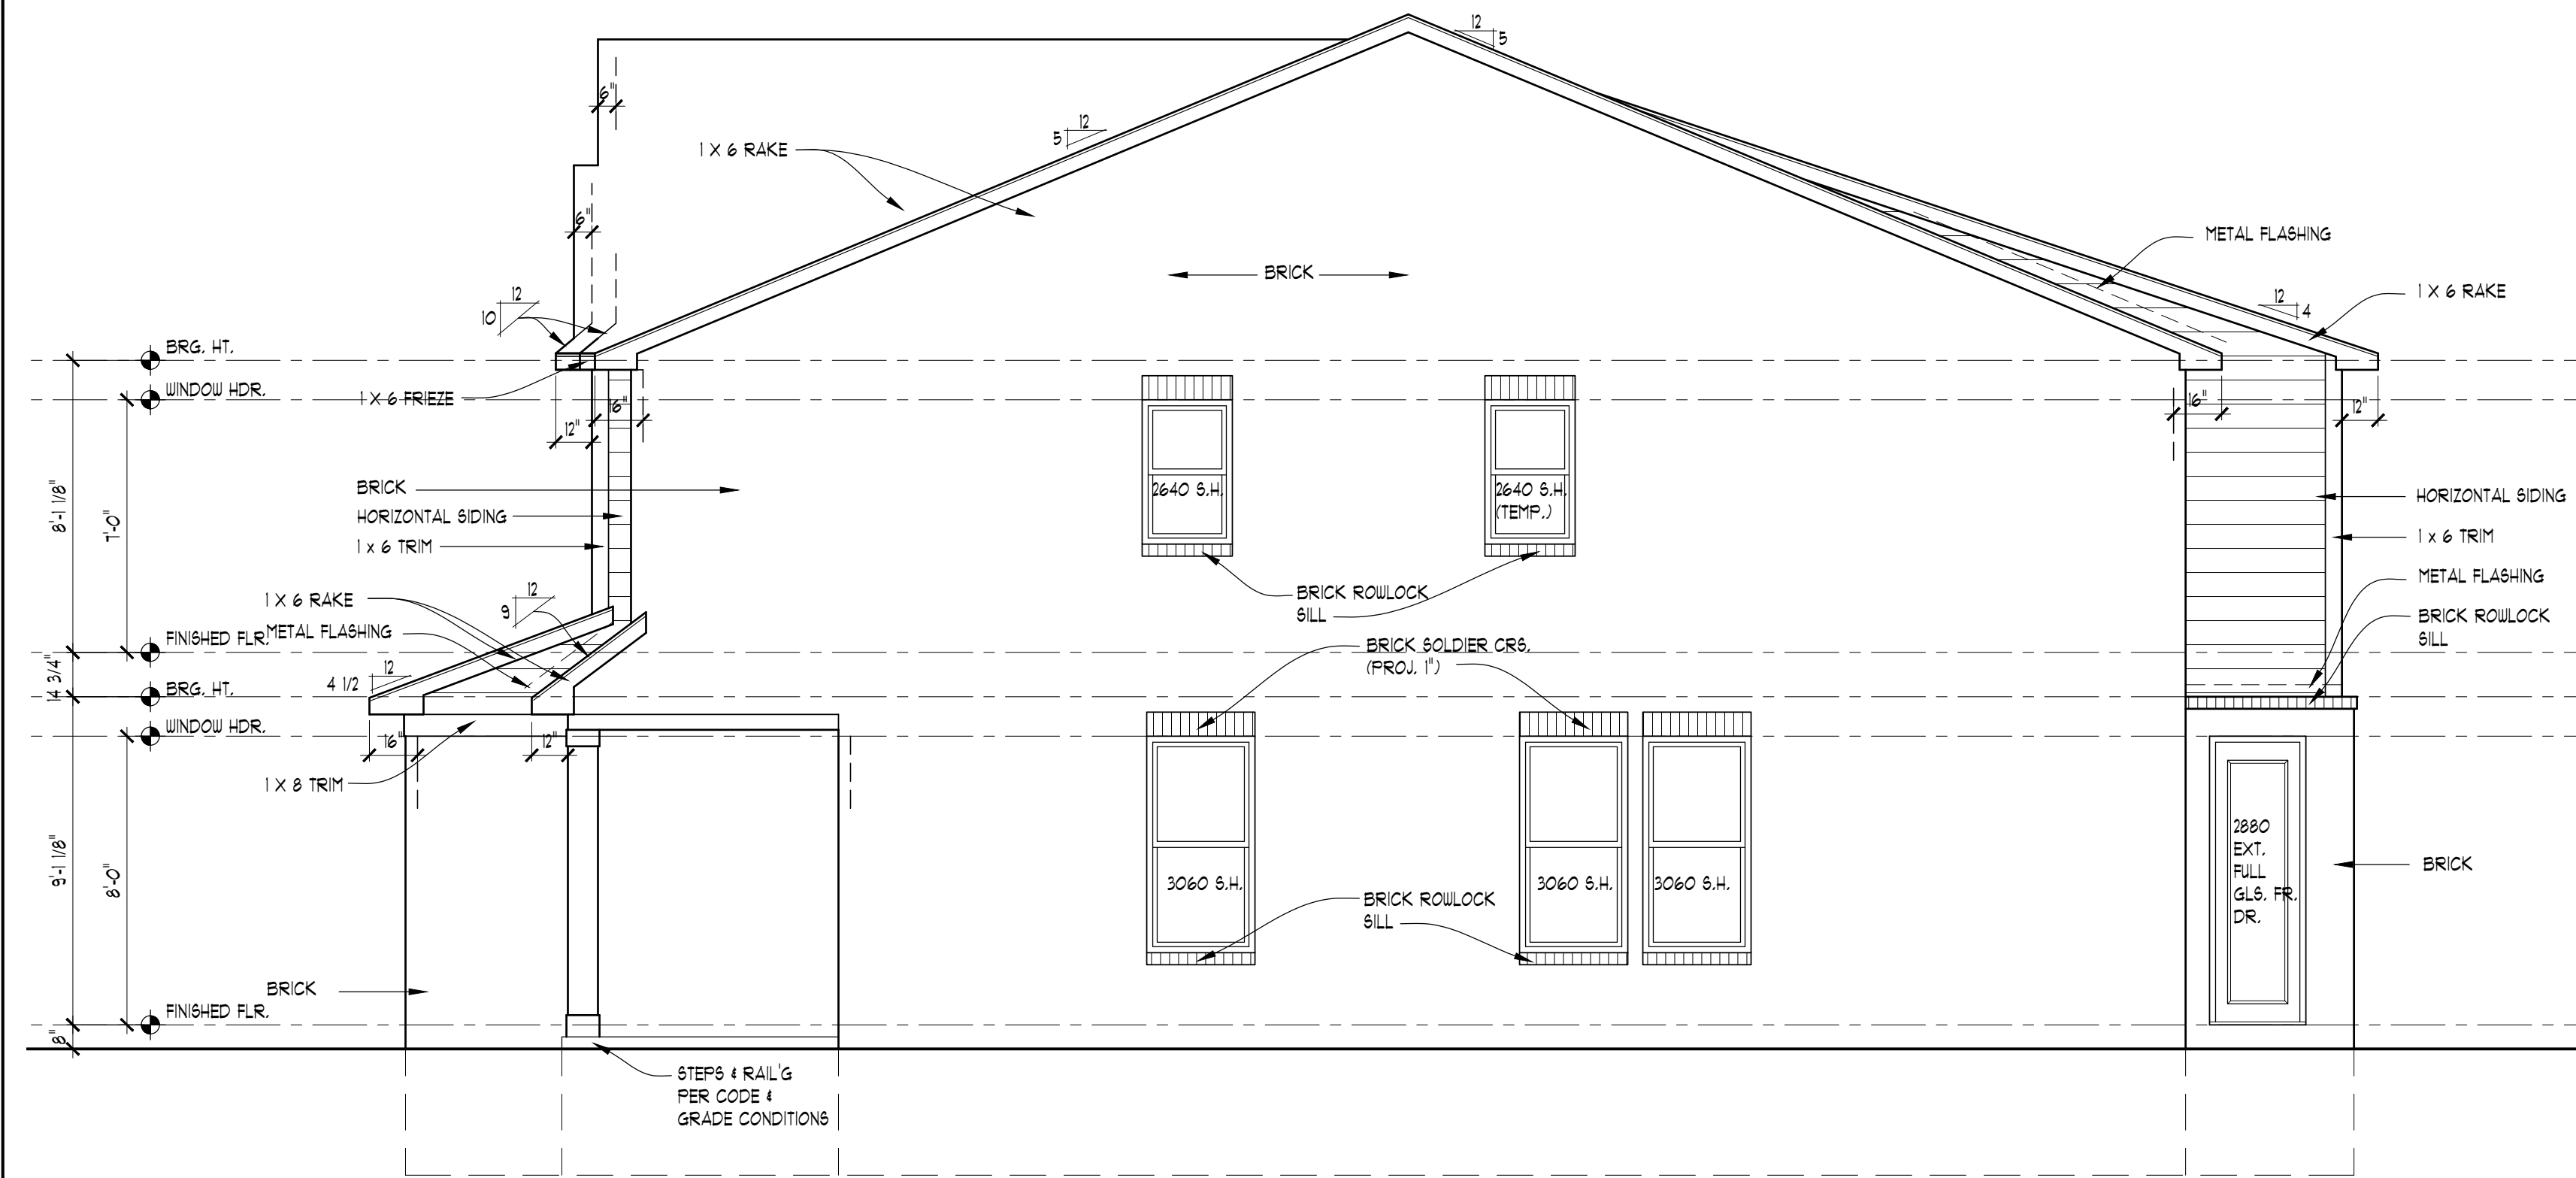 12
5
6"
12
5
1 X 6 RAKE
6"
METAL FLASHING
BRICK
12
10
12
4
1 X 6 RAKE
BRG. HT.
WINDOW HDR.
1 X 6 FRIEZE
16"
12"
16"
12"
8'-1 1/8"
7'-0"
BRICK
HORIZONTAL SIDING
1 x 6 TRIM
2640 S.H.
2640 S.H.
(TEMP.)
HORIZONTAL SIDING
1 x 6 TRIM
METAL FLASHING
BRICK ROWLOCK
SILL
BRICK ROWLOCK
SILL
12
9
1 X 6 RAKE
METAL FLASHING
FINISHED FLR.
BRICK SOLDIER CRS.
(PROJ. 1")
14 3/4"
12
4 1/2
BRG. HT.
WINDOW HDR.
16"
12"
1 X 8 TRIM
9'-1 1/8"
8'-0"
3060 S.H.
3060 S.H.
3060 S.H.
2880
EXT.
FULL
GLS. FR.
DR.
BRICK
BRICK ROWLOCK
SILL
BRICK
FINISHED FLR.
8"
STEPS & RAIL'G
PER CODE &
GRADE CONDITIONS